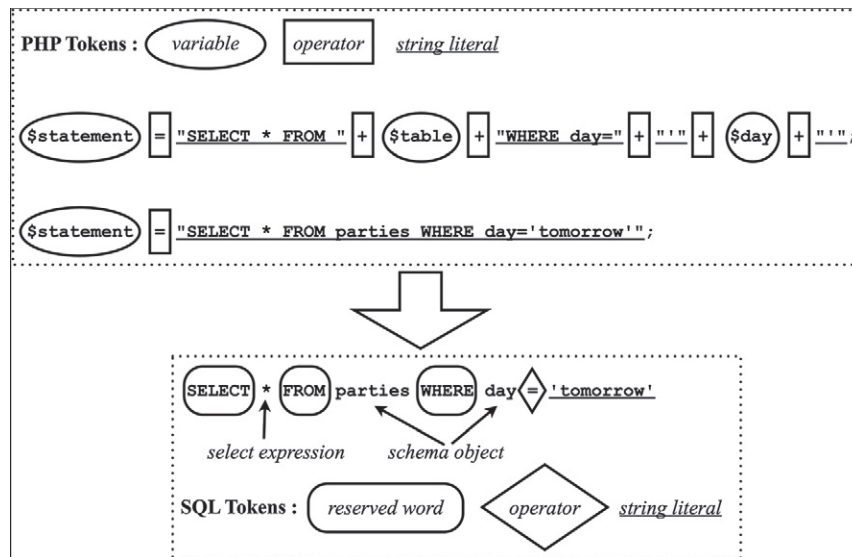 PHP Tokens : variable operator string literal
$statement = "SELECT * FROM " + $table + "WHERE day=" + "'" + $day + "'";
$statement = "SELECT * FROM parties WHERE day='tomorrow'";
SELECT * FROM parties WHERE day = 'tomorrow'
select expression schema object
SQL Tokens : reserved word operator string literal